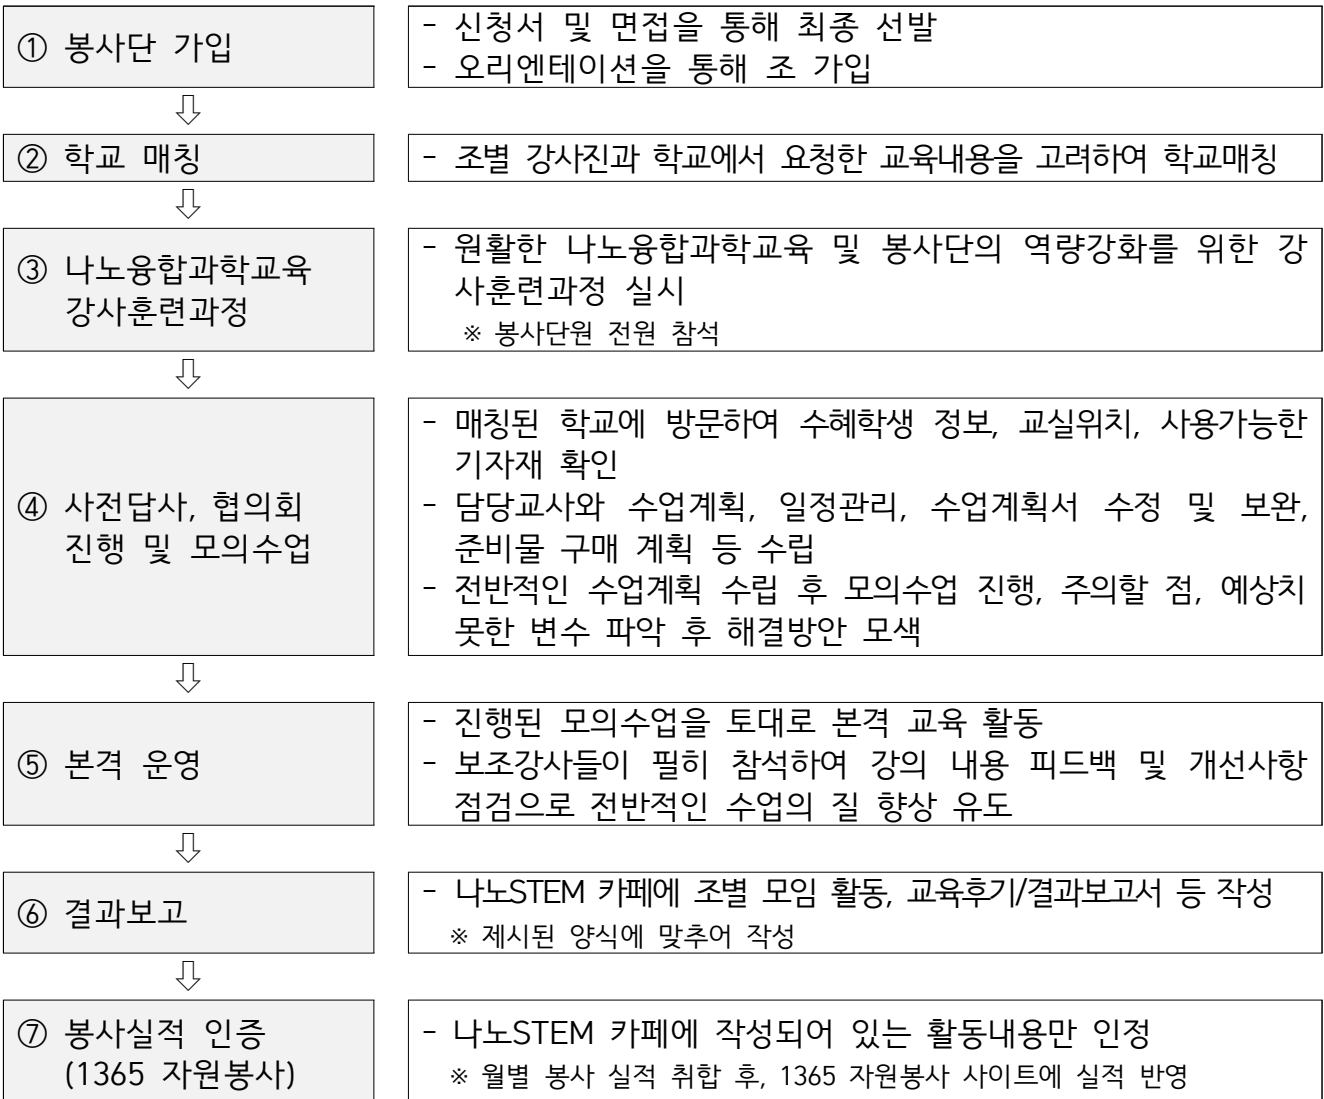 ① 봉사단 가입
- 신청서 및 면접을 통해 최종 선발
- 오리엔테이션을 통해 조 가입
② 학교 매칭
- 조별 강사진과 학교에서 요청한 교육내용을 고려하여 학교매칭
③ 나노융합과학교육
강사훈련과정
- 원활한 나노융합과학교육 및 봉사단의 역량강화를 위한 강
사훈련과정 실시
※ 봉사단원 전원 참석
④ 사전답사, 협의회
진행 및 모의수업
- 매칭된 학교에 방문하여 수혜학생 정보, 교실위치, 사용가능한
기자재 확인
- 담당교사와 수업계획, 일정관리, 수업계획서 수정 및 보완,
준비물 구매 계획 등 수립
- 전반적인 수업계획 수립 후 모의수업 진행, 주의할 점, 예상치
못한 변수 파악 후 해결방안 모색
⑤ 본격 운영
- 진행된 모의수업을 토대로 본격 교육 활동
- 보조강사들이 필히 참석하여 강의 내용 피드백 및 개선사항
점검으로 전반적인 수업의 질 향상 유도
⑥ 결과보고
- 나노STEM 카페에 조별 모임 활동, 교육후기/결과보고서 등 작성
※ 제시된 양식에 맞추어 작성
⑦ 봉사실적 인증
(1365 자원봉사)
- 나노STEM 카페에 작성되어 있는 활동내용만 인정
※ 월별 봉사 실적 취합 후, 1365 자원봉사 사이트에 실적 반영